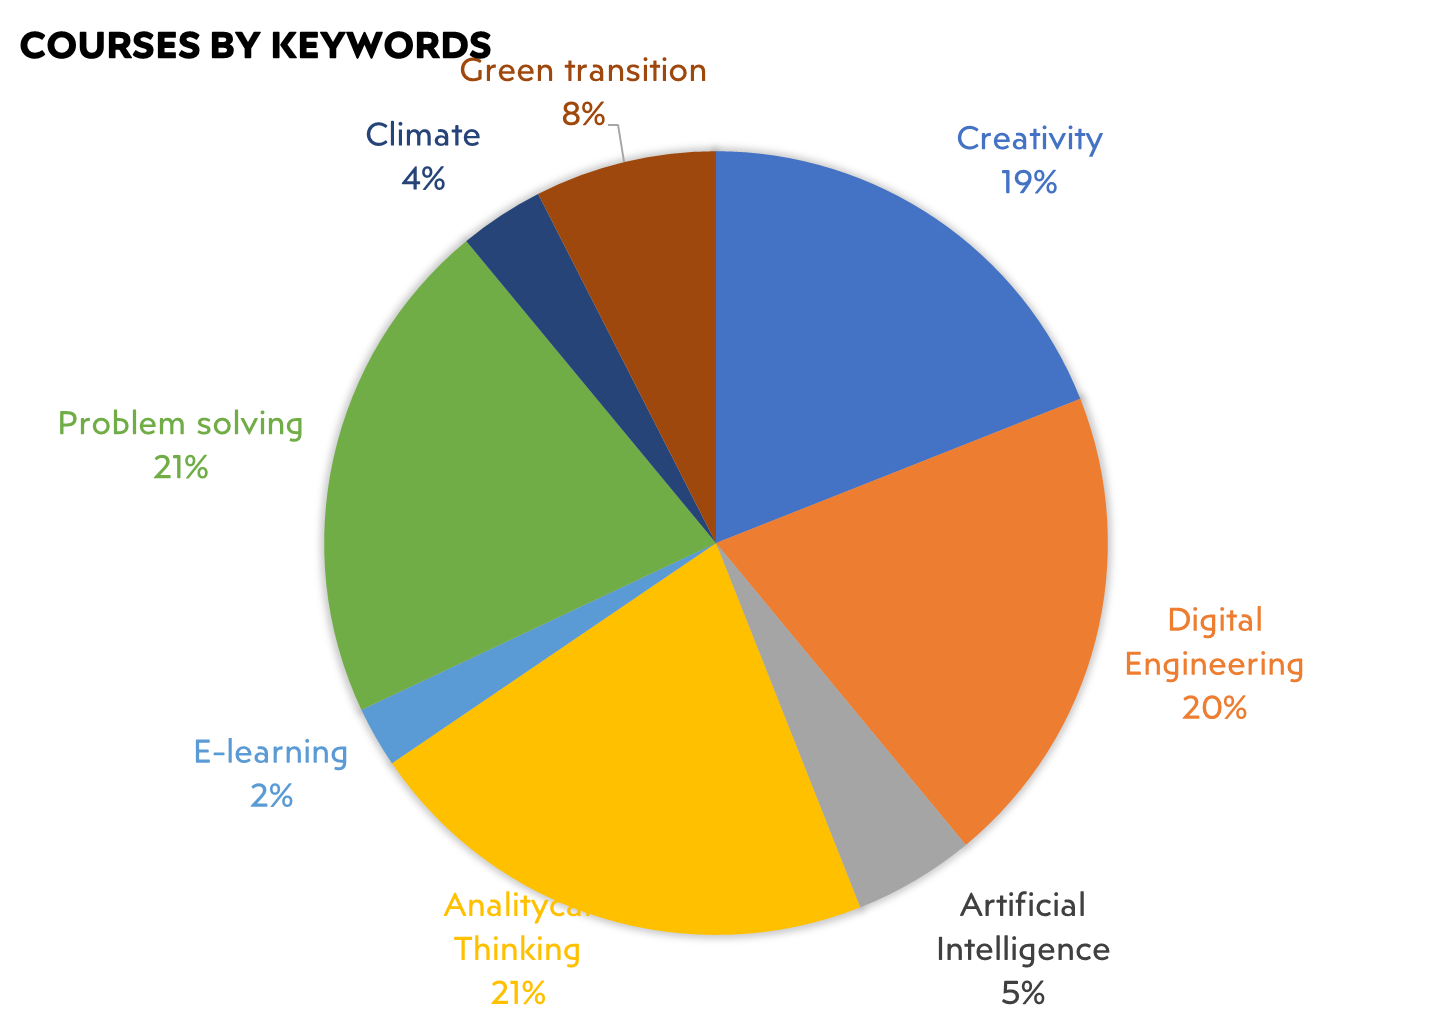 COURSES BY KEYWORDS
Green transition
8%
Climate
4%
Creativity
19%
Problem solving
21%
Digital
Engineering
20%
E-learning
2%
Analitycal
Thinking
21%
Artificial
Intelligence
5%